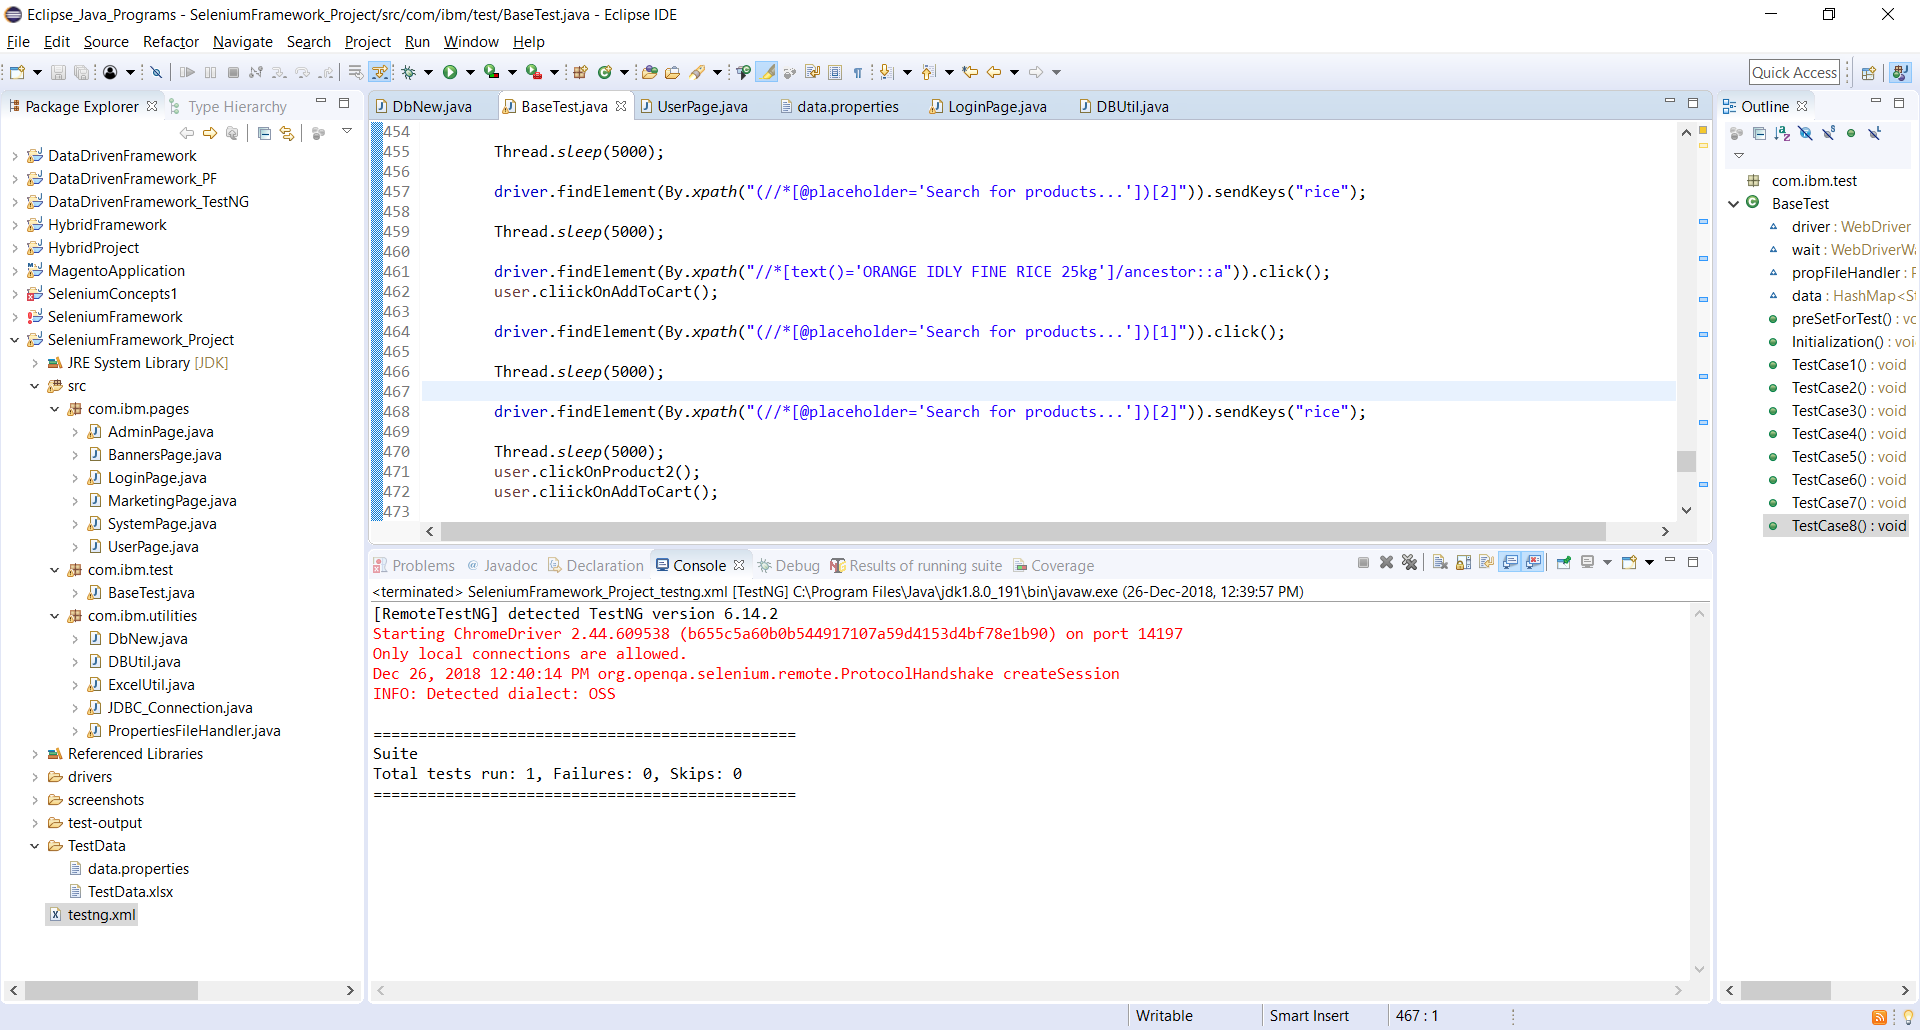 Eclipse_Java_Programs - SeleniumFramework_Project/src/com/ibm/test/BaseTest.java - Eclipse IDE
File Edit Source Refactor Navigate Search Project Run Window Help
Quick Access
Package Explorer Type Hierarchy
DataDrivenFramework
DataDrivenFramework_PF
DataDrivenFramework_TestNG
HybridFramework
HybridProject
MagentoApplication
SeleniumConcepts1
SeleniumFramework
SeleniumFramework_Project
JRE System Library [JDK]
src
com.ibm.pages
AdminPage.java
BannersPage.java
LoginPage.java
MarketingPage.java
SystemPage.java
UserPage.java
com.ibm.test
BaseTest.java
com.ibm.utilities
DbNew.java
DBUtil.java
ExcelUtil.java
JDBC_Connection.java
PropertiesFileHandler.java
Referenced Libraries
drivers
screenshots
test-output
TestData
data.properties
TestData.xlsx
testng.xml
DbNew.java BaseTest.java UserPage.java data.properties LoginPage.java DBUtil.java
454
455 Thread.sleep(5000);
456
457 driver.findElement(By.xpath("(//*[@placeholder='Search for products...'])[2]")).sendKeys("rice");
458
459 Thread.sleep(5000);
460
461 driver.findElement(By.xpath("//*[text()='ORANGE IDLY FINE RICE 25kg']/ancestor::a")).click();
462 user.cliickOnAddToCart();
463
464 driver.findElement(By.xpath("(//*[@placeholder='Search for products...'])[1]")).click();
465
466 Thread.sleep(5000);
467
468 driver.findElement(By.xpath("(//*[@placeholder='Search for products...'])[2]")).sendKeys("rice");
469
470 Thread.sleep(5000);
471 user.clickOnProduct2();
472 user.cliickOnAddToCart();
473
Problems Javadoc Declaration Console Debug Results of running suite Coverage
<terminated> SeleniumFramework_Project_testng.xml [TestNG] C:\Program Files\Java\jdk1.8.0_191\bin\javaw.exe (26-Dec-2018, 12:39:57 PM)
[RemoteTestNG] detected TestNG version 6.14.2
Starting ChromeDriver 2.44.609538 (b655c5a60b0b544917107a59d4153d4bf78e1b90) on port 14197
Only local connections are allowed.
Dec 26, 2018 12:40:14 PM org.openqa.selenium.remote.ProtocolHandshake createSession
INFO: Detected dialect: OSS
===============================================
Suite
Total tests run: 1, Failures: 0, Skips: 0
===============================================
Outline
com.ibm.test
BaseTest
driver : WebDriver
wait : WebDriverWa
propFileHandler : P
data : HashMap<St
preSetForTest() : vo
Initialization() : voi
TestCase1() : void
TestCase2() : void
TestCase3() : void
TestCase4() : void
TestCase5() : void
TestCase6() : void
TestCase7() : void
TestCase8() : void
Writable Smart Insert 467 : 1